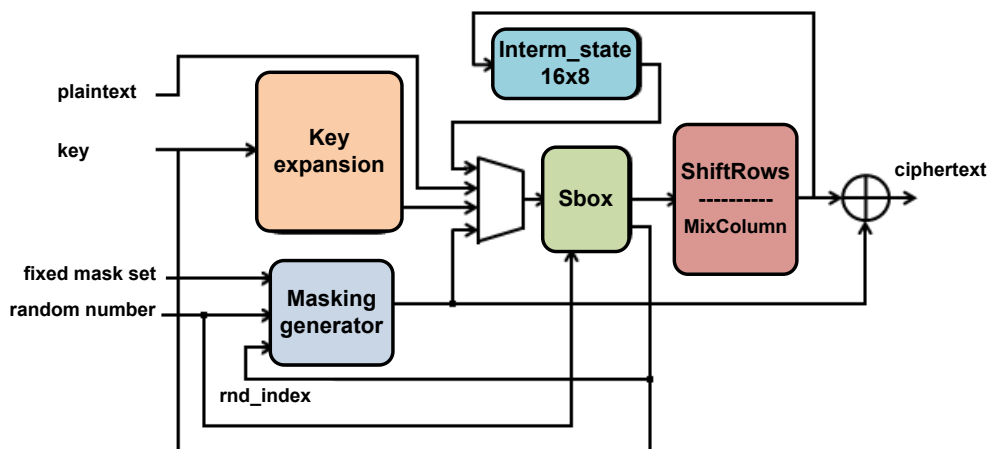 Interm_state
16x8
plaintext
key
Key
expansion
Sbox
ShiftRows
----------
MixColumn
ciphertext
fixed mask set
random number
Masking
generator
rnd_index